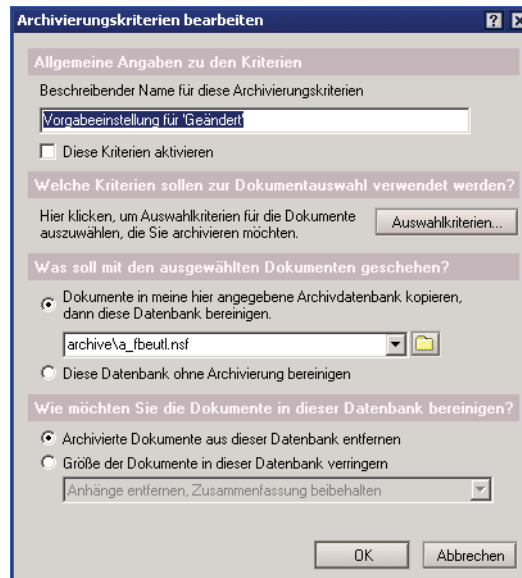 Archivierungskriterien bearbeiten
Allgemeine Angaben zu den Kriterien
Beschreibender Name für diese Archivierungskriterien
Vorgabeeinstellung für 'Geändert'
Diese Kriterien aktivieren
Welche Kriterien sollen zur Dokumentauswahl verwendet werden?
Hier klicken, um Auswahlkriterien für die Dokumente
auszuwählen, die Sie archivieren möchten.
Auswahlkriterien...
Was soll mit den ausgewählten Dokumenten geschehen?
Dokumente in meine hier angegebene Archivdatenbank kopieren,
dann diese Datenbank bereinigen.
archive\a_fbeutl.nsf
Diese Datenbank ohne Archivierung bereinigen
Wie möchten Sie die Dokumente in dieser Datenbank bereinigen?
Archivierte Dokumente aus dieser Datenbank entfernen
Größe der Dokumente in dieser Datenbank verringern
Anhänge entfernen, Zusammenfassung beibehalten
OK
Abbrechen